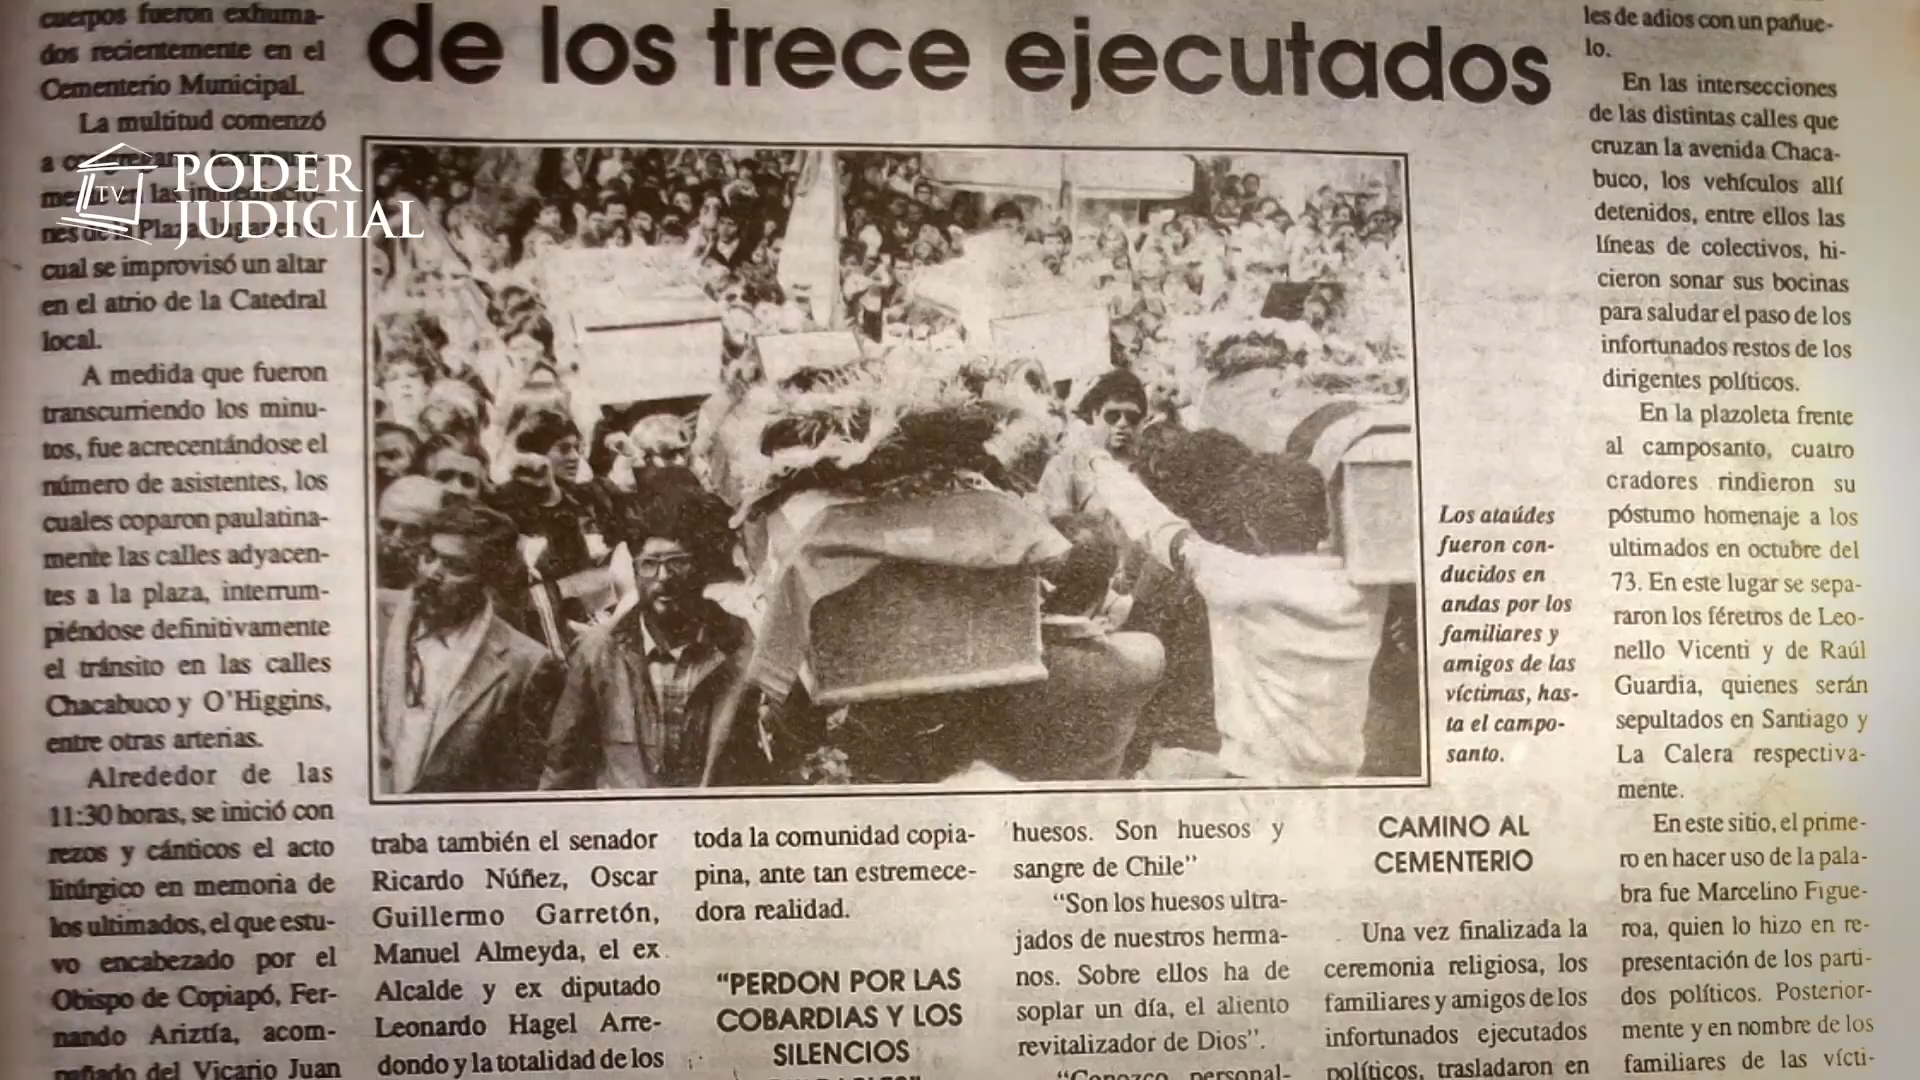 de los trece ejecutados
PODER
JUDICIAL
TV
cuerpos fueron exhuma-
dos recientemente en el
Cementerio Municipal.
La multitud comenzó
cual se improvisó un altar
en el atrio de la Catedral
local.
A medida que fueron
transcurriendo los minu-
tos, fue acrecentándose el
número de asistentes, los
cuales coparon paulatina-
mente las calles adyacen-
tes a la plaza, interrum-
piéndose definitivamente
el tránsito en las calles
Chacabuco y O'Higgins,
entre otras arterias.
Alrededor de las
11:30 horas, se inició con
rezos y cánticos el acto
litúrgico en memoria de
los ultimados, el que estu-
vo encabezado por el
Obispo de Copiapó, Fer-
nando Ariztía, acom-
pañado del Vicario Juan
traba también el senador
Ricardo Núñez, Oscar
Guillermo Garretón,
Manuel Almeyda, el ex
Alcalde y ex diputado
Leonardo Hagel Arre-
dondo y la totalidad de los
toda la comunidad copia-
pina, ante tan estremece-
dora realidad.
"PERDON POR LAS
COBARDIAS Y LOS
SILENCIOS
huesos. Son huesos y
sangre de Chile"
"Son los huesos ultra-
jados de nuestros herma-
nos. Sobre ellos ha de
soplar un día, el aliento
revitalizador de Dios".
"Conozco personal-
Los ataúdes
fueron con-
ducidos en
andas por los
familiares y
amigos de las
víctimas, has-
ta el campo-
santo.
CAMINO AL
CEMENTERIO
Una vez finalizada la
ceremonia religiosa, los
familiares y amigos de los
infortunados ejecutados
políticos, trasladaron en
les de adios con un pañue-
lo.
En las intersecciones
de las distintas calles que
cruzan la avenida Chaca-
buco, los vehículos allí
detenidos, entre ellos las
líneas de colectivos, hi-
cieron sonar sus bocinas
para saludar el paso de los
infortunados restos de los
dirigentes políticos.
En la plazoleta frente
al camposanto, cuatro
cradores rindieron su
póstumo homenaje a los
ultimados en octubre del
73. En este lugar se sepa-
raron los féretros de Leo-
nello Vicenti y de Raúl
Guardia, quienes serán
sepultados en Santiago y
La Calera respectiva-
mente.
En este sitio, el prime-
ro en hacer uso de la pala-
bra fue Marcelino Figue-
roa, quien lo hizo en re-
presentación de los parti-
dos políticos. Posterior-
mente y en nombre de los
familiares de las vícti-